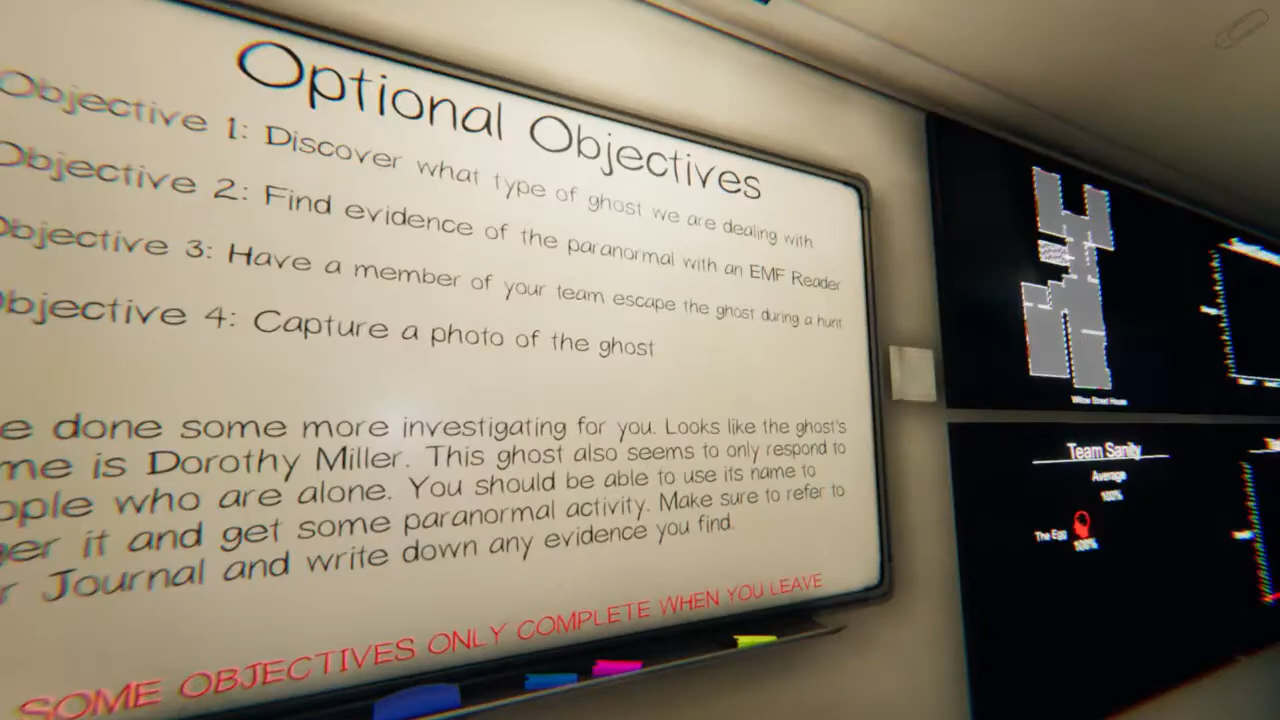 Optional Objectives
Objective 1: Discover what type of ghost we are dealing with
Objective 2: Find evidence of the paranormal with an EMF Reader
Objective 3: Have a member of your team escape the ghost during a hunt
bjective 4: Capture a photo of the ghost
e done some more investigating for you. Looks like the ghost's
me is Dorothy Miller. This ghost also seems to only respond to
ople who are alone. You should be able to use its name to
ger it and get some paranormal activity. Make sure to refer to
r Journal and write down any evidence you find.
SOME OBJECTIVES ONLY COMPLETE WHEN YOU LEAVE
Willow Street House
Team Sanity
Average
100%
The Egg
100%